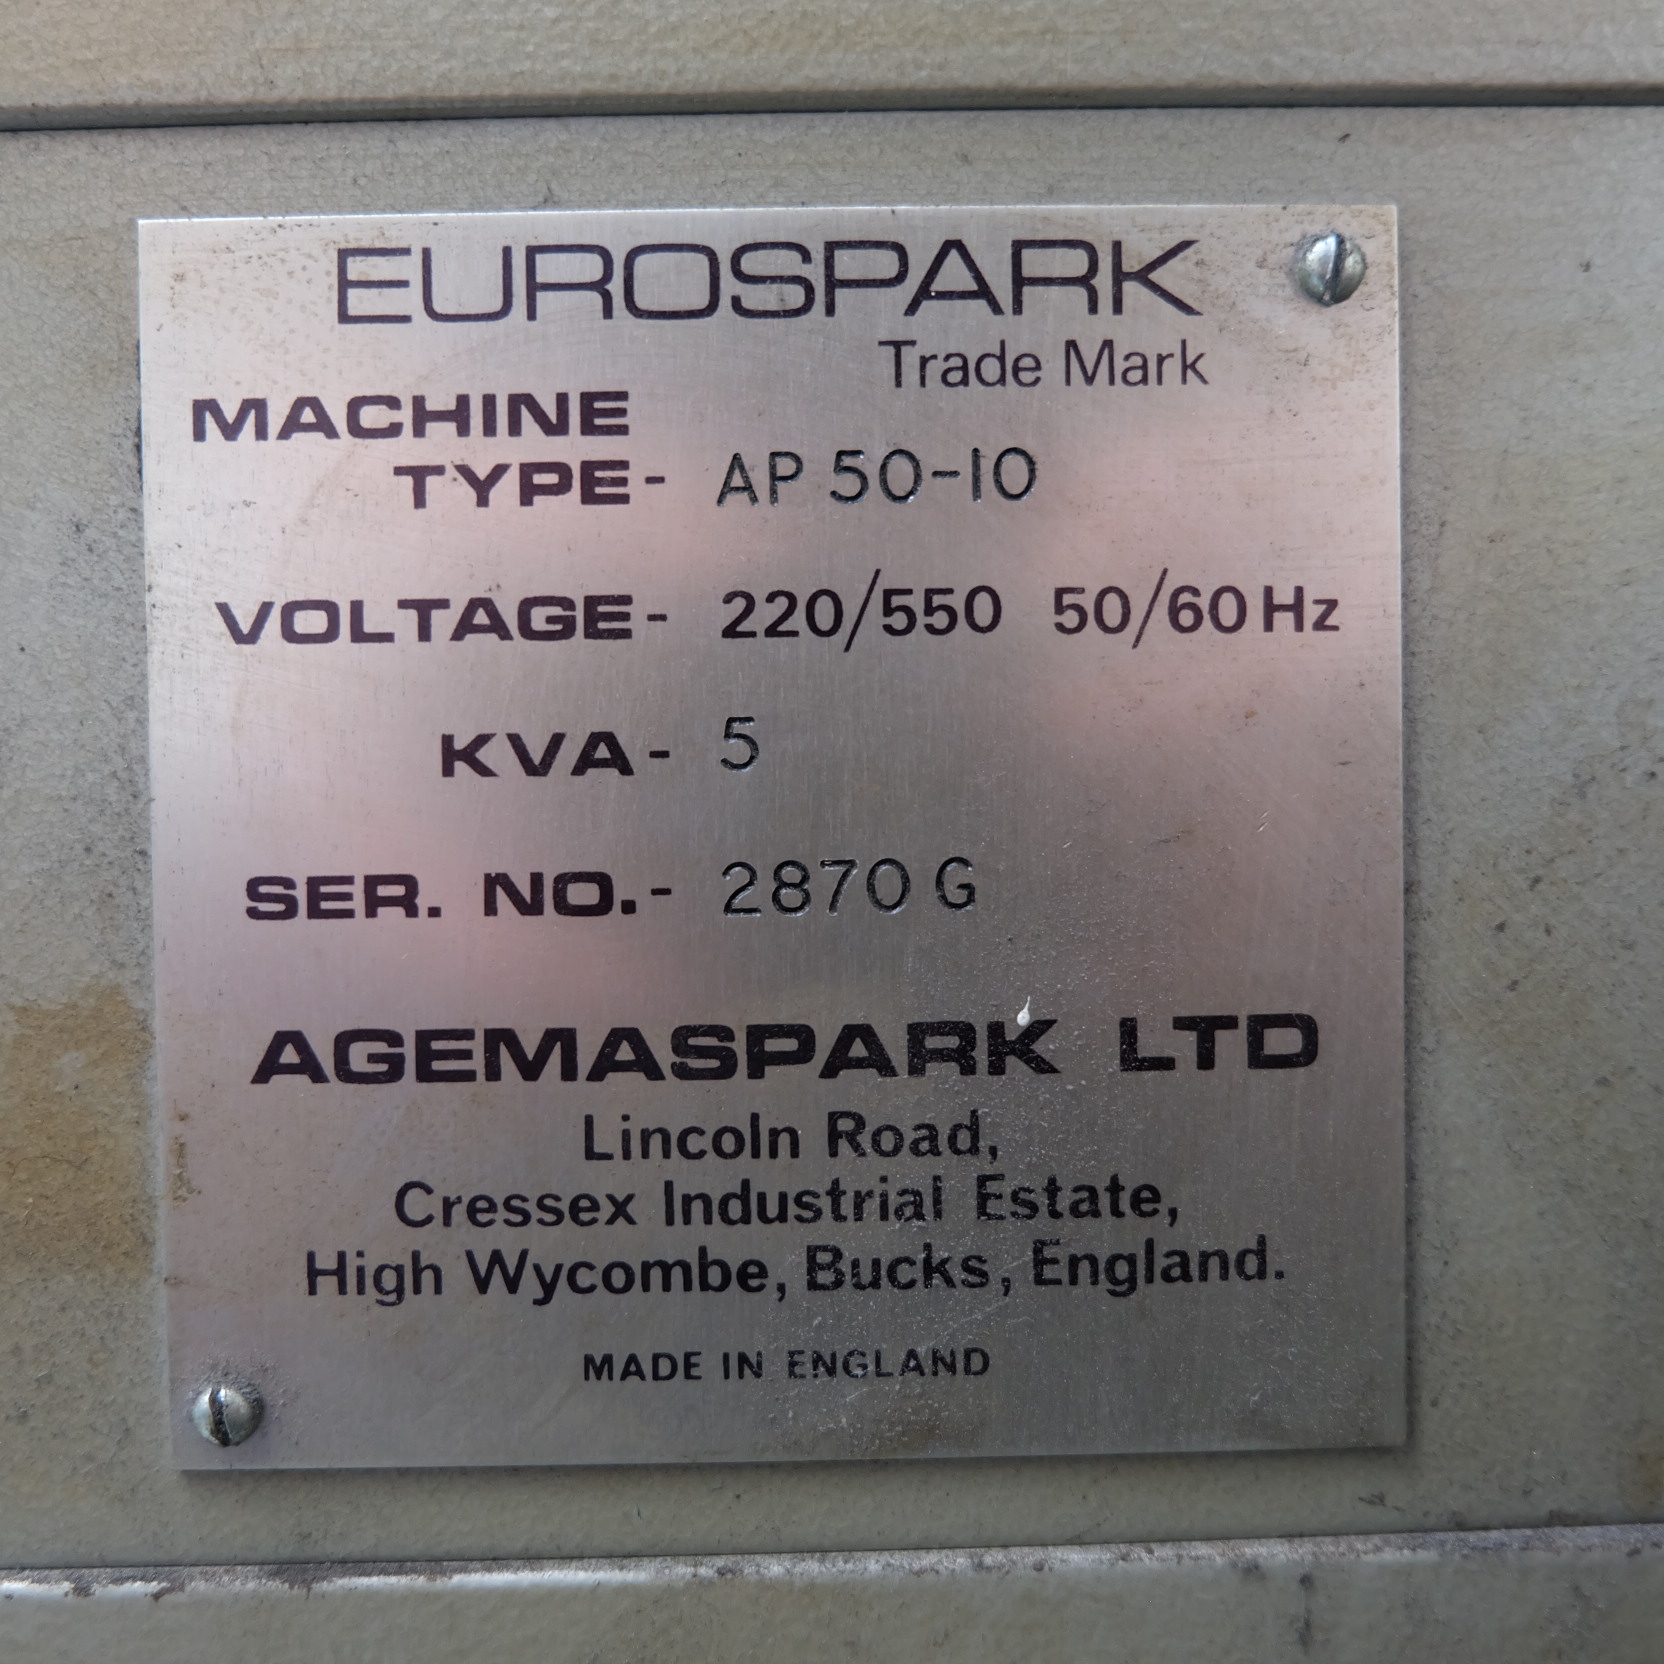 EUROSPARK
Trade Mark
MACHINE
TYPE- AP 50-10
VOLTAGE- 220/550 50/60 Hz
KVA- 5
SER. NO.- 2870 G
AGEMASPARK LTD
Lincoln Road,
Cressex Industrial Estate,
High Wycombe, Bucks, England.
MADE IN ENGLAND